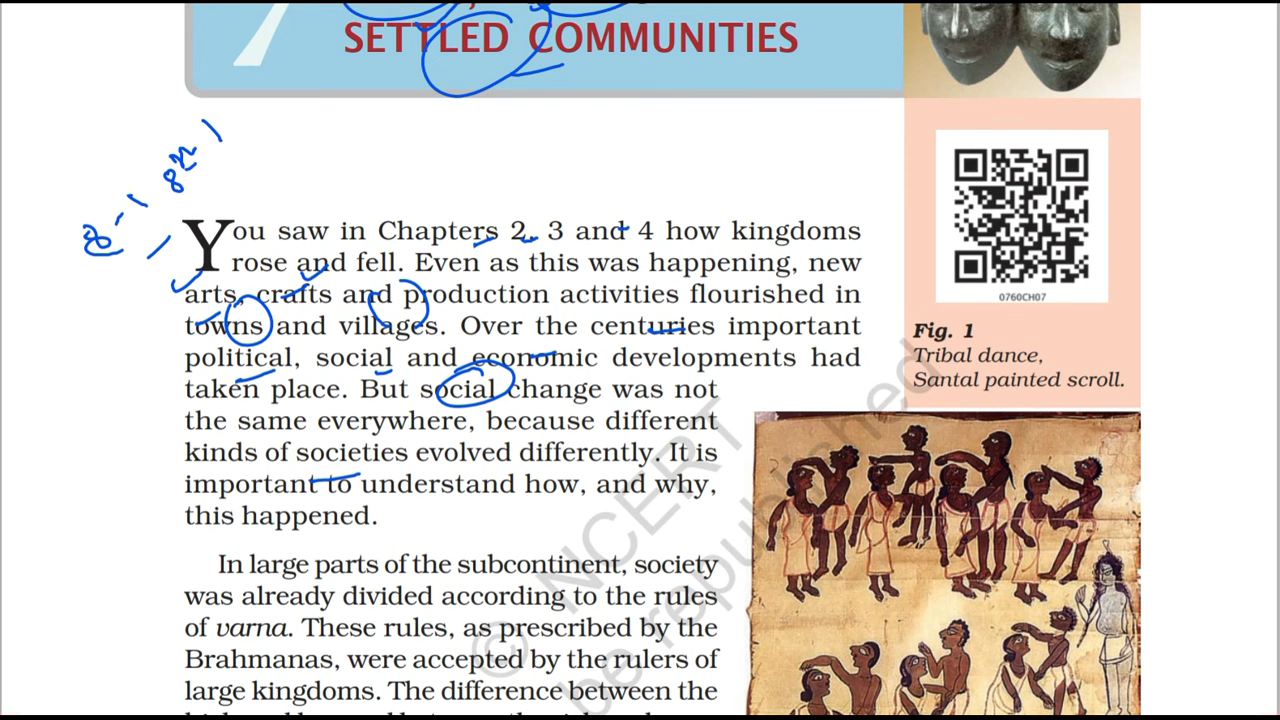 7
SETTLED COMMUNITIES
You saw in Chapters 2, 3 and 4 how kingdoms
rose and fell. Even as this was happening, new
arts, crafts and production activities flourished in
towns and villages. Over the centuries important
political, social and economic developments had
taken place. But social change was not
the same everywhere, because different
kinds of societies evolved differently. It is
important to understand how, and why,
this happened.
In large parts of the subcontinent, society
was already divided according to the rules
of varna. These rules, as prescribed by the
Brahmanas, were accepted by the rulers of
large kingdoms. The difference between the
0760CH07
Fig. 1
Tribal dance,
Santal painted scroll.
© NCERT
be republished